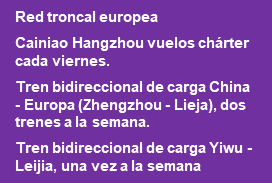 Red troncal europea
Cainiao Hangzhou vuelos chárter
cada viernes.
Tren bidireccional de carga China
- Europa (Zhengzhou - Lieja), dos
trenes a la semana.
Tren bidireccional de carga Yiwu -
Leijia, una vez a la semana